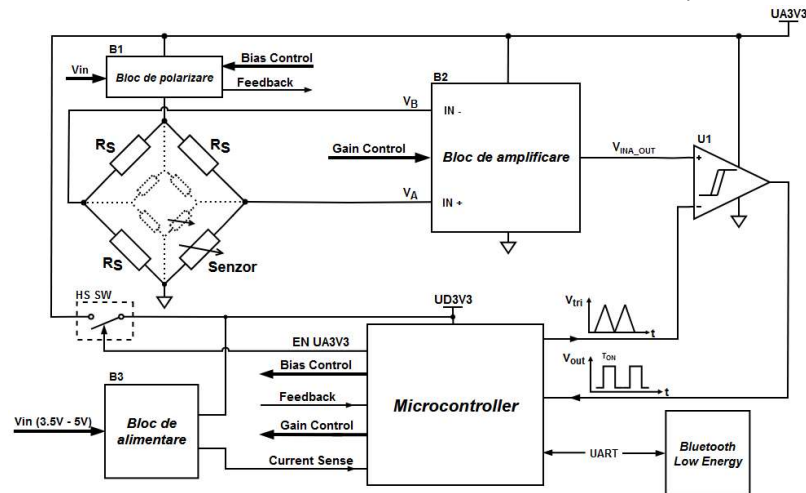 UA3V3
B1
Bias Control
Vin
Bloc de polarizare
Feedback
B2
U1
VB
IN -
RS
RS
Gain Control
Bloc de amplificare
VINA_OUT
+
VA
IN +
-
RS
Senzor
HS SW
UD3V3
Vtri
t
EN UA3V3
Bias Control
Vout
TON
t
B3
Feedback
Microcontroller
Vin (3.5V - 5V)
Bloc de
alimentare
Gain Control
Current Sense
UART
Bluetooth
Low Energy